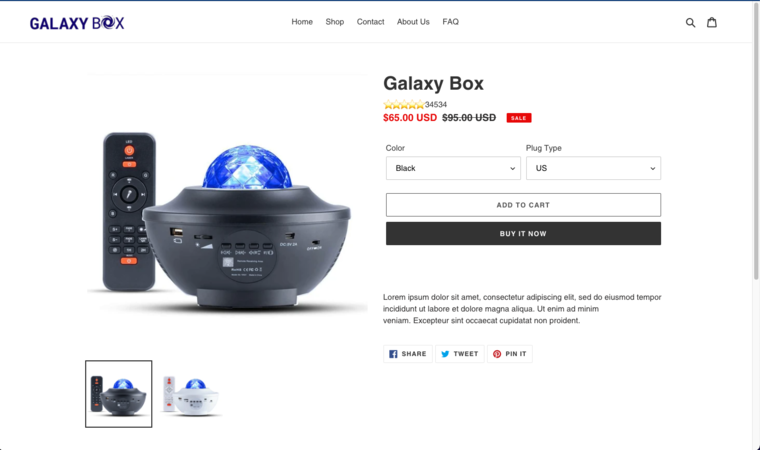 GALAXY BOX
Home Shop Contact About Us FAQ
Galaxy Box
34534
$65.00 USD $95.00 USD SALE
Color Plug Type
Black US
ADD TO CART
BUY IT NOW
Lorem ipsum dolor sit amet, consectetur adipiscing elit, sed do eiusmod tempor
incididunt ut labore et dolore magna aliqua. Ut enim ad minim
veniam. Excepteur sint occaecat cupidatat non proident.
SHARE TWEET PIN IT